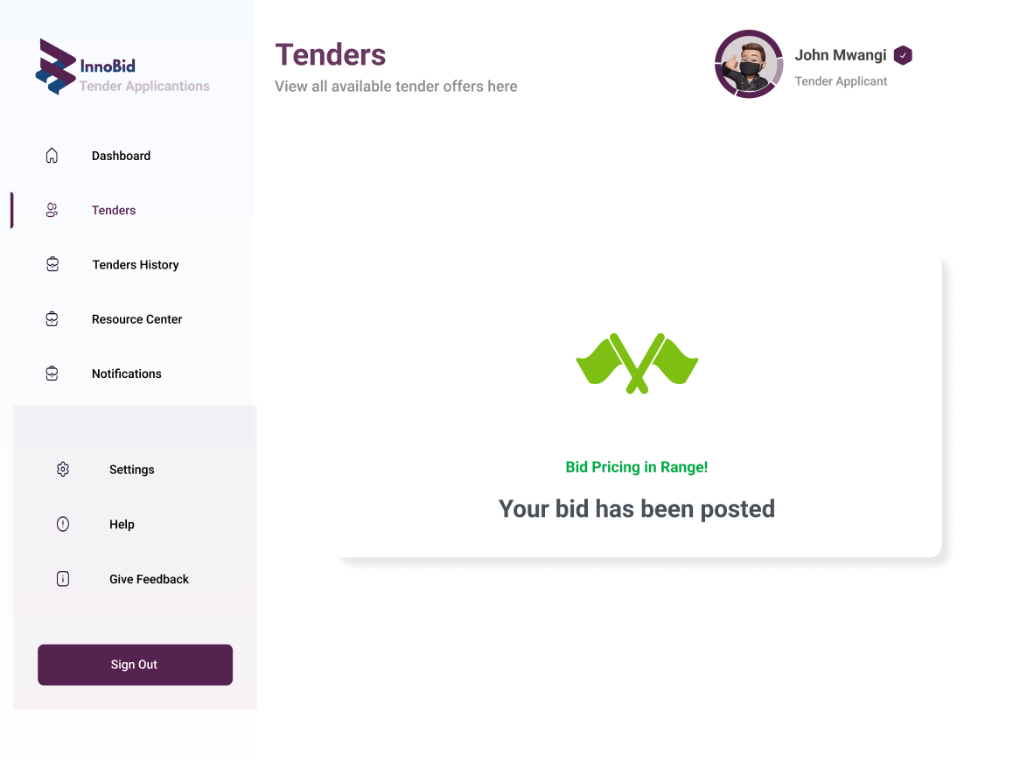 InnoBid
Tender Applicantions
Tenders
View all available tender offers here
John Mwangi
Tender Applicant
Dashboard
Tenders
Tenders History
Resource Center
Notifications
Settings
Help
Give Feedback
Sign Out
Bid Pricing in Range!
Your bid has been posted